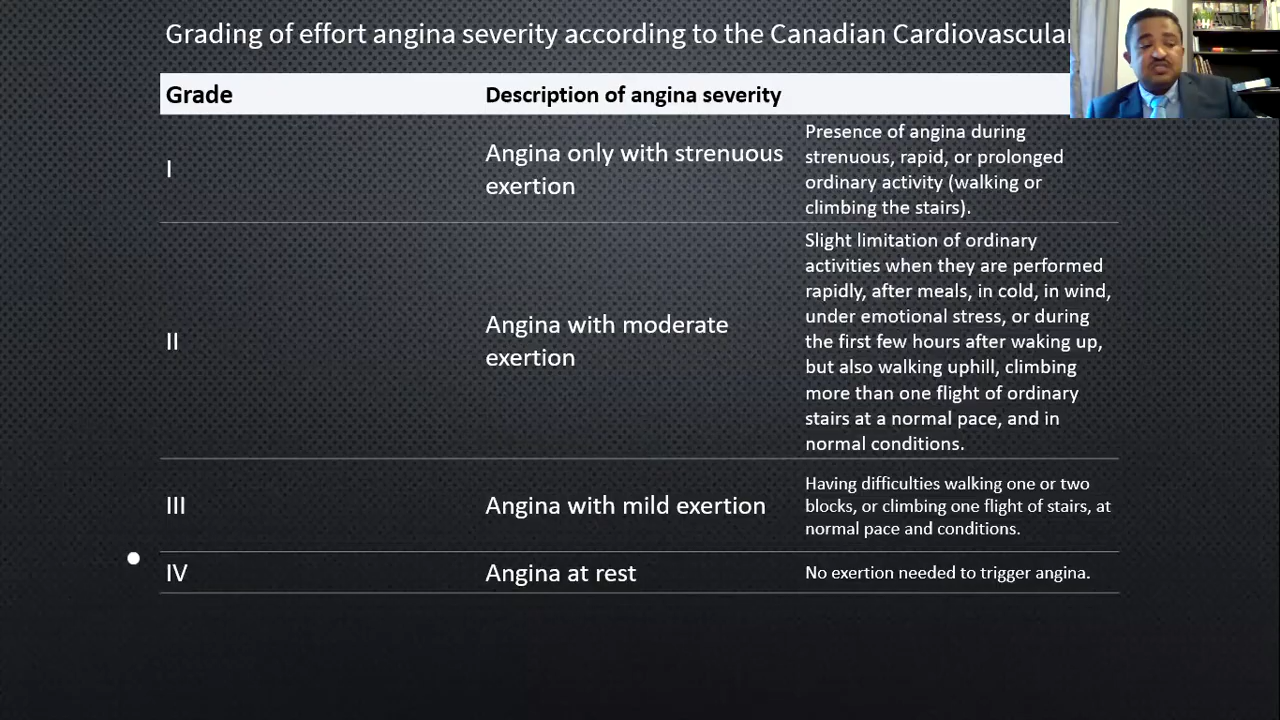 Grading of effort angina severity according to the Canadian Cardiovascular
Grade
Description of angina severity
I
Angina only with strenuous
exertion
Presence of angina during
strenuous, rapid, or prolonged
ordinary activity (walking or
climbing the stairs).
II
Angina with moderate
exertion
Slight limitation of ordinary
activities when they are performed
rapidly, after meals, in cold, in wind,
under emotional stress, or during
the first few hours after waking up,
but also walking uphill, climbing
more than one flight of ordinary
stairs at a normal pace, and in
normal conditions.
III
Angina with mild exertion
Having difficulties walking one or two
blocks, or climbing one flight of stairs, at
normal pace and conditions.
IV
Angina at rest
No exertion needed to trigger angina.